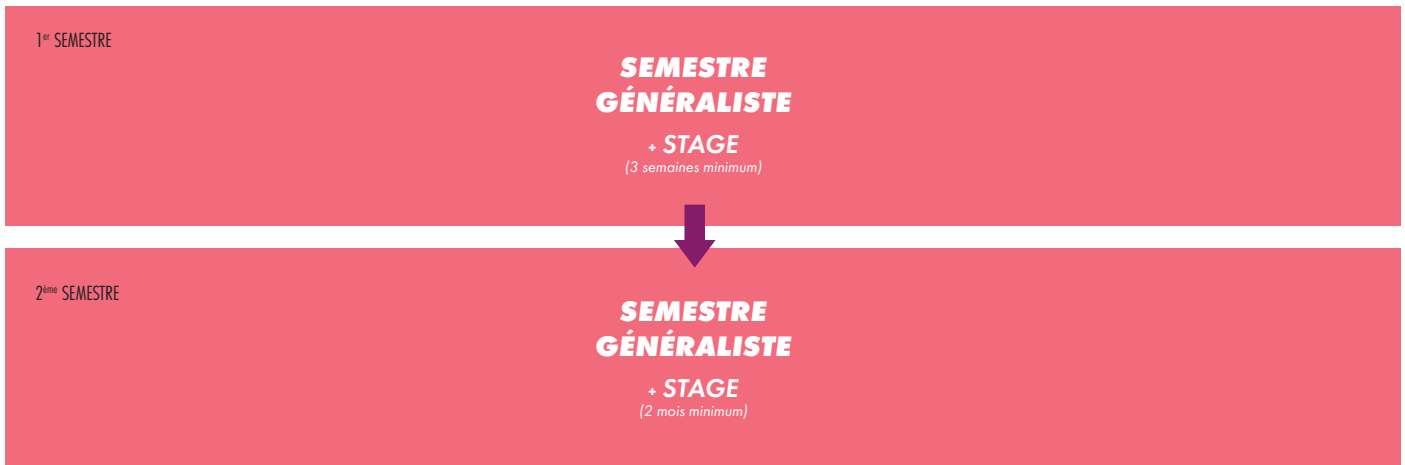 1er SEMESTRE
SEMESTRE
GÉNÉRALISTE
+ STAGE
(3 semaines minimum)
2ème SEMESTRE
SEMESTRE
GÉNÉRALISTE
+ STAGE
(2 mois minimum)